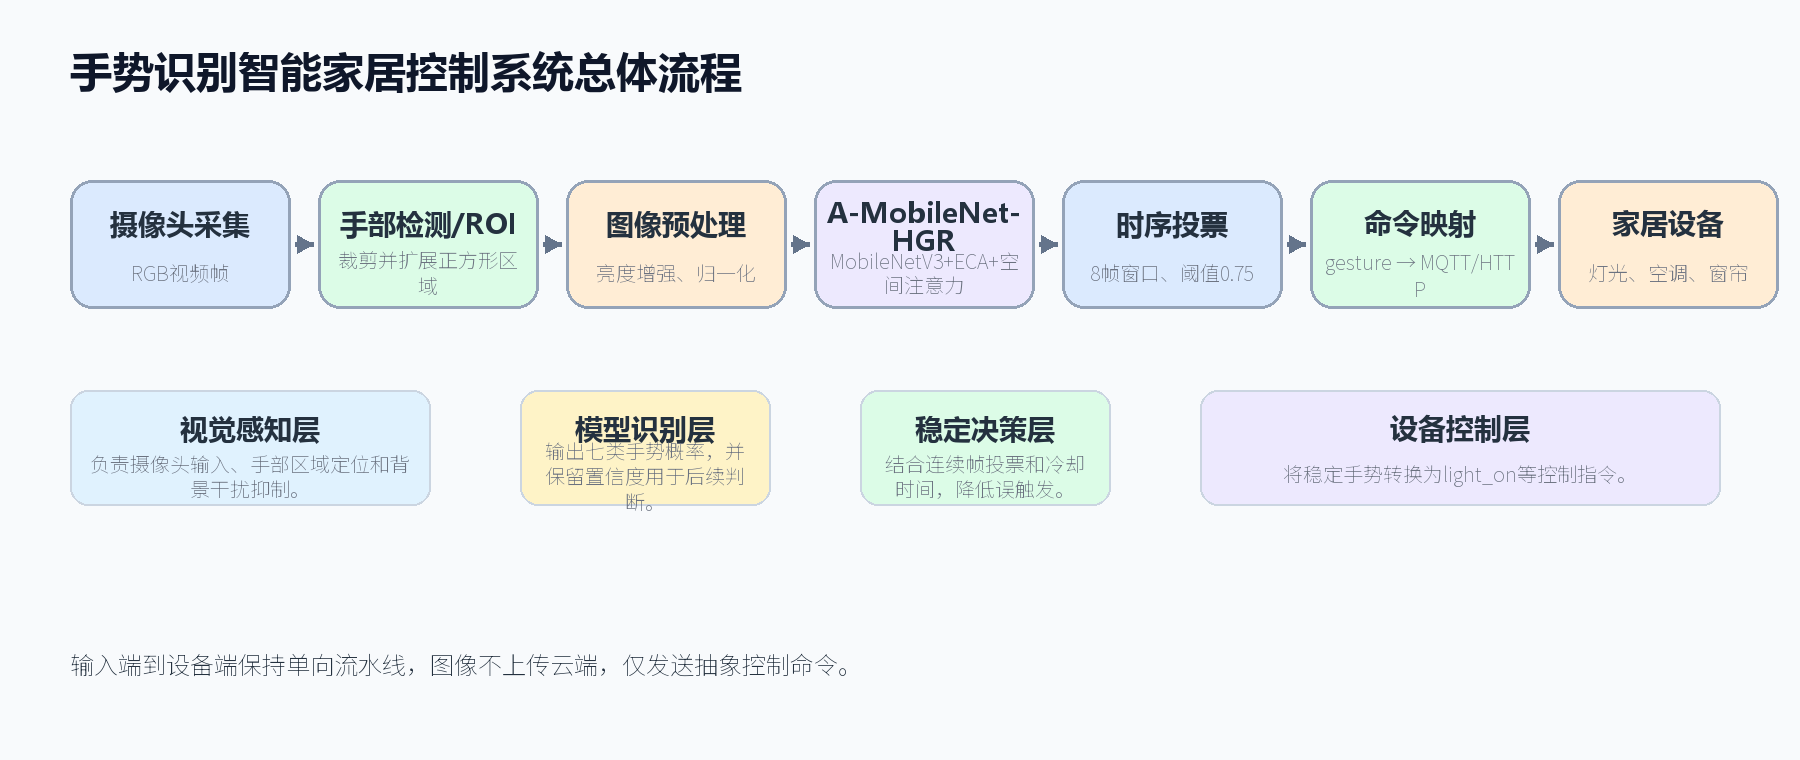 手势识别智能家居控制系统总体流程
摄像头采集
RGB视频帧
手部检测/ROI
裁剪并扩展正方形区
域
图像预处理
亮度增强、归一化
A-MobileNet-
HGR
MobileNetV3+ECA+空
间注意力
时序投票
8帧窗口、阈值0.75
命令映射
gesture → MQTT/HTT
P
家居设备
灯光、空调、窗帘
视觉感知层
负责摄像头输入、手部区域定位和背
景干扰抑制。
模型识别层
输出七类手势概率，并
保留置信度用于后续判
断。
稳定决策层
结合连续帧投票和冷却
时间，降低误触发。
设备控制层
将稳定手势转换为light_on等控制指令。
输入端到设备端保持单向流水线，图像不上传云端，仅发送抽象控制命令。